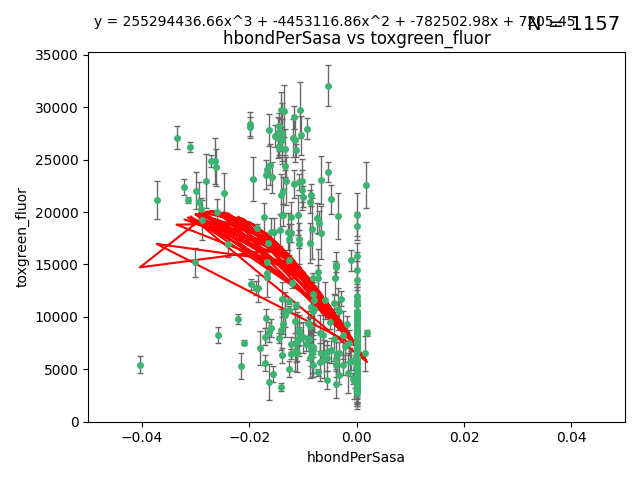 y = 255294436.66x^3 + -4453116.86x^2 + -782502.98x + 7205.45
N = 1157
hbondPerSasa vs toxgreen_fluor
35000
30000
25000
20000
15000
10000
5000
0
toxgreen_fluor
−0.04
−0.02
0.00
0.02
0.04
hbondPerSasa